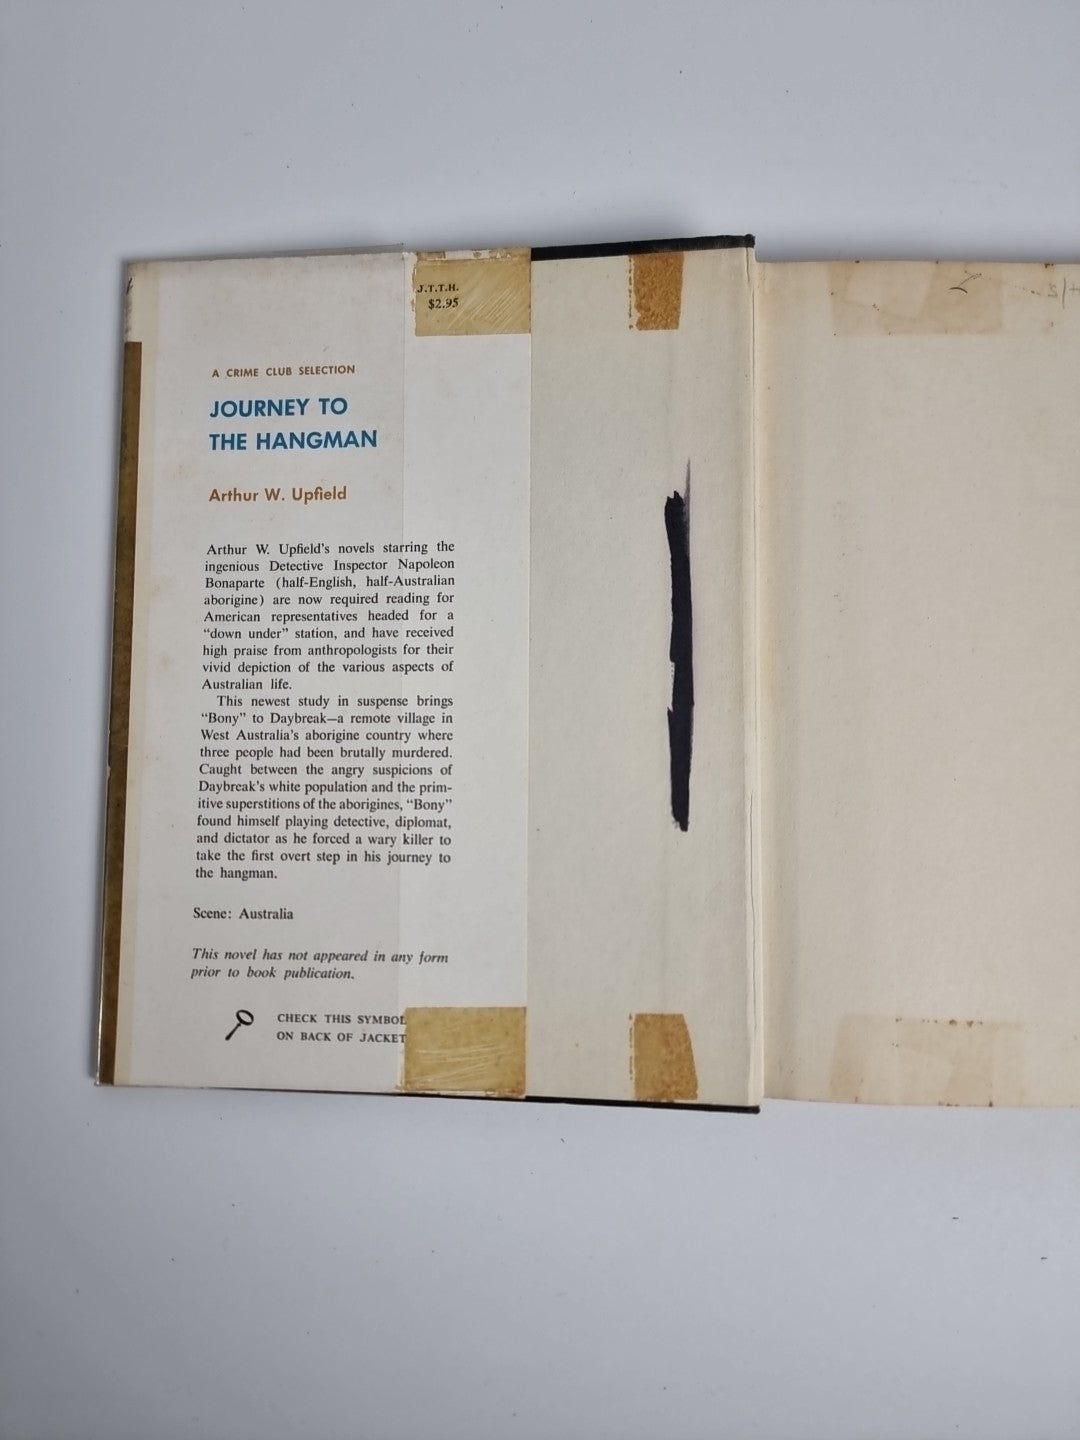 J.T.T.H.
$2.95
A CRIME CLUB SELECTION
JOURNEY TO
THE HANGMAN
Arthur W. Upfield
Arthur W. Upfield's novels starring the
ingenious Detective Inspector Napoleon
Bonaparte (half-English, half-Australian
aborigine) are now required reading for
American representatives headed for a
“down under” station, and have received
high praise from anthropologists for their
vivid depiction of the various aspects of
Australian life.
This newest study in suspense brings
“Bony” to Daybreak—a remote village in
West Australia's aborigine country where
three people had been brutally murdered.
Caught between the angry suspicions of
Daybreak's white population and the prim-
itive superstitions of the aborigines, “Bony”
found himself playing detective, diplomat,
and dictator as he forced a wary killer to
take the first overt step in his journey to
the hangman.
Scene: Australia
This novel has not appeared in any form
prior to book publication.
CHECK THIS SYMBOL
ON BACK OF JACKET